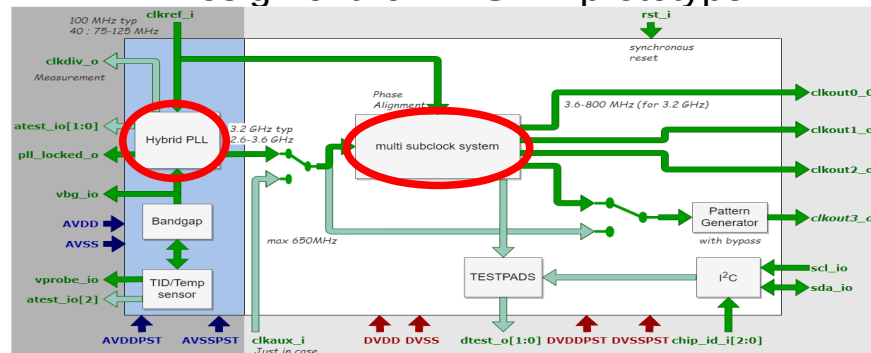 clkref_i
rst_i
100 MHz typ
40 ; 75-125 MHz
synchronous
reset
clkdiv_o
Measurement
Phase
Alignment
3.6-800 MHz (for 3.2 GHz)
clkout0_o
atest_io[1:0]
Hybrid PLL
3.2 GHz typ
2.6-3.6 GHz
multi subclock system
clkout1_o
pll_locked_o
clkout2_o
vbg_io
AVDD
AVSS
Bandgap
max 650MHz
Pattern
Generator
with bypass
clkout3_o
vprobe_io
atest_io[2]
TID/Temp
sensor
TESTPADS
I²C
scl_io
sda_io
AVDDPST
AVSSPST
clkaux_i
Just in case
DVDD
DVSS
dtest_o[1:0]
DVDDPST
DVSSPST
chip_id_i[2:0]